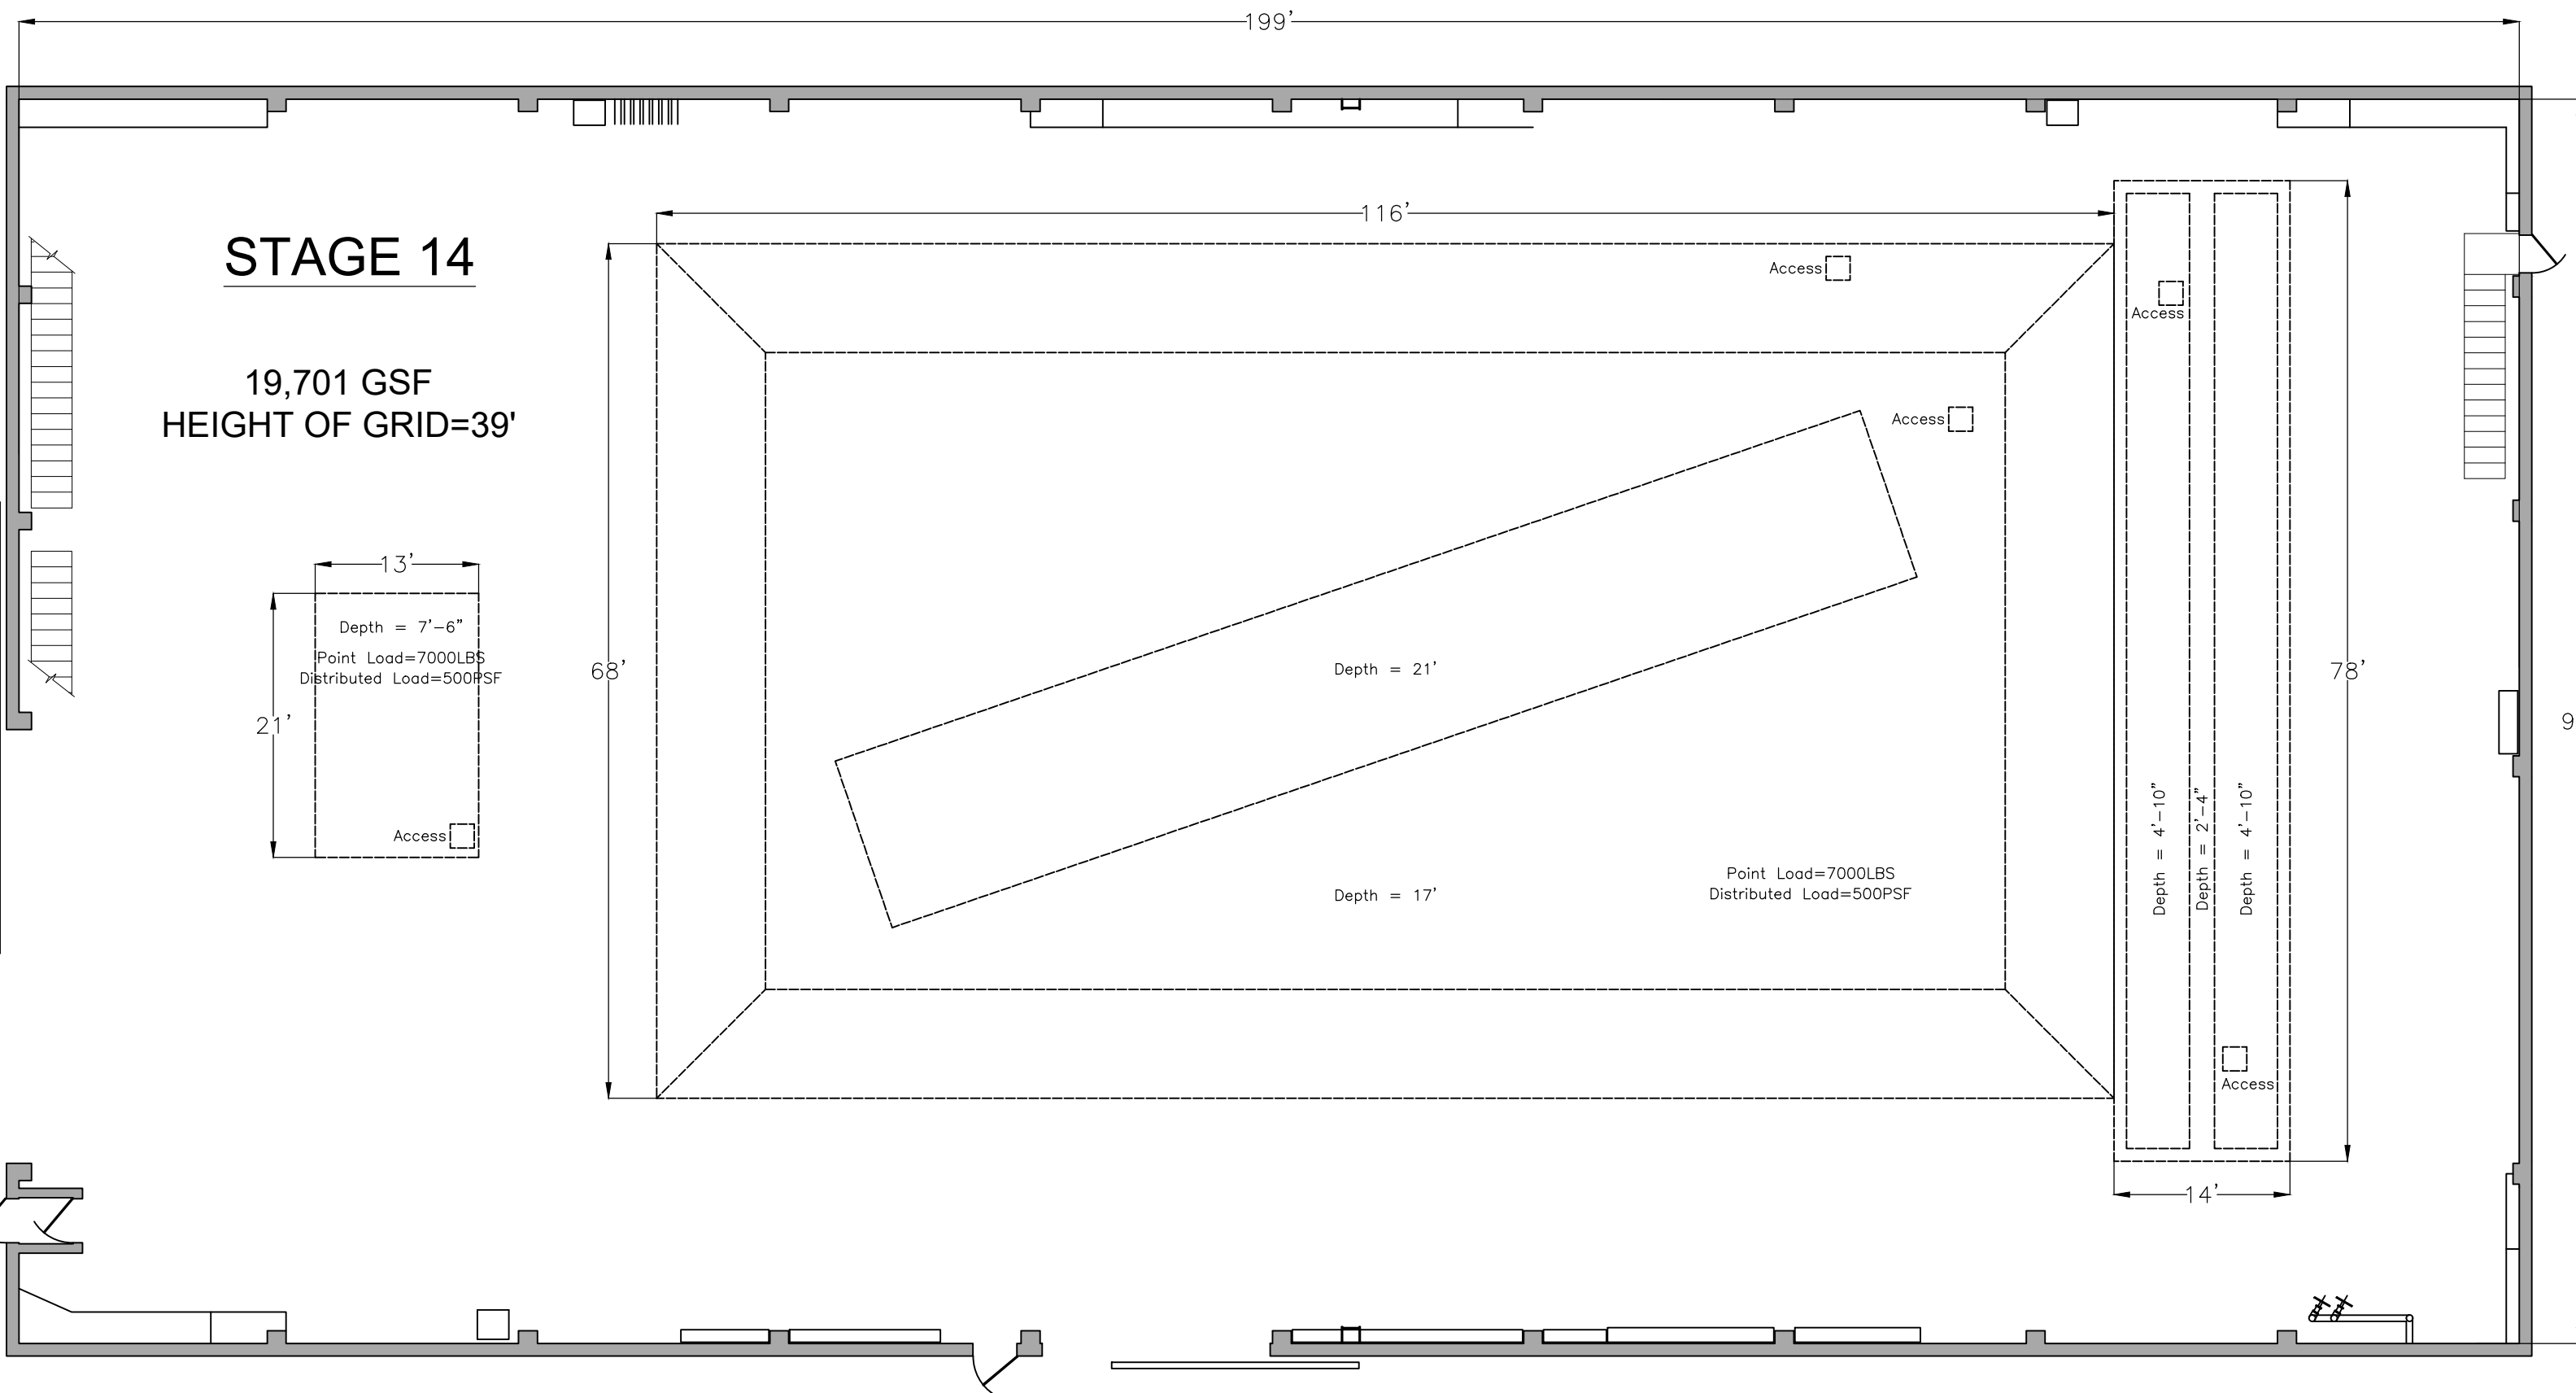 199’
116’
Access
STAGE 14
Access
19,701 GSF
HEIGHT OF GRID=39'
Access
13’
Depth = 7’-6”
Point Load=7000LBS
Distributed Load=500PSF
21’
Access
68’
Depth = 21’
78’
9
Depth = 4’-10”
Depth = 2’-4”
Depth = 4’-10”
Point Load=7000LBS
Distributed Load=500PSF
Depth = 17’
Access
14’